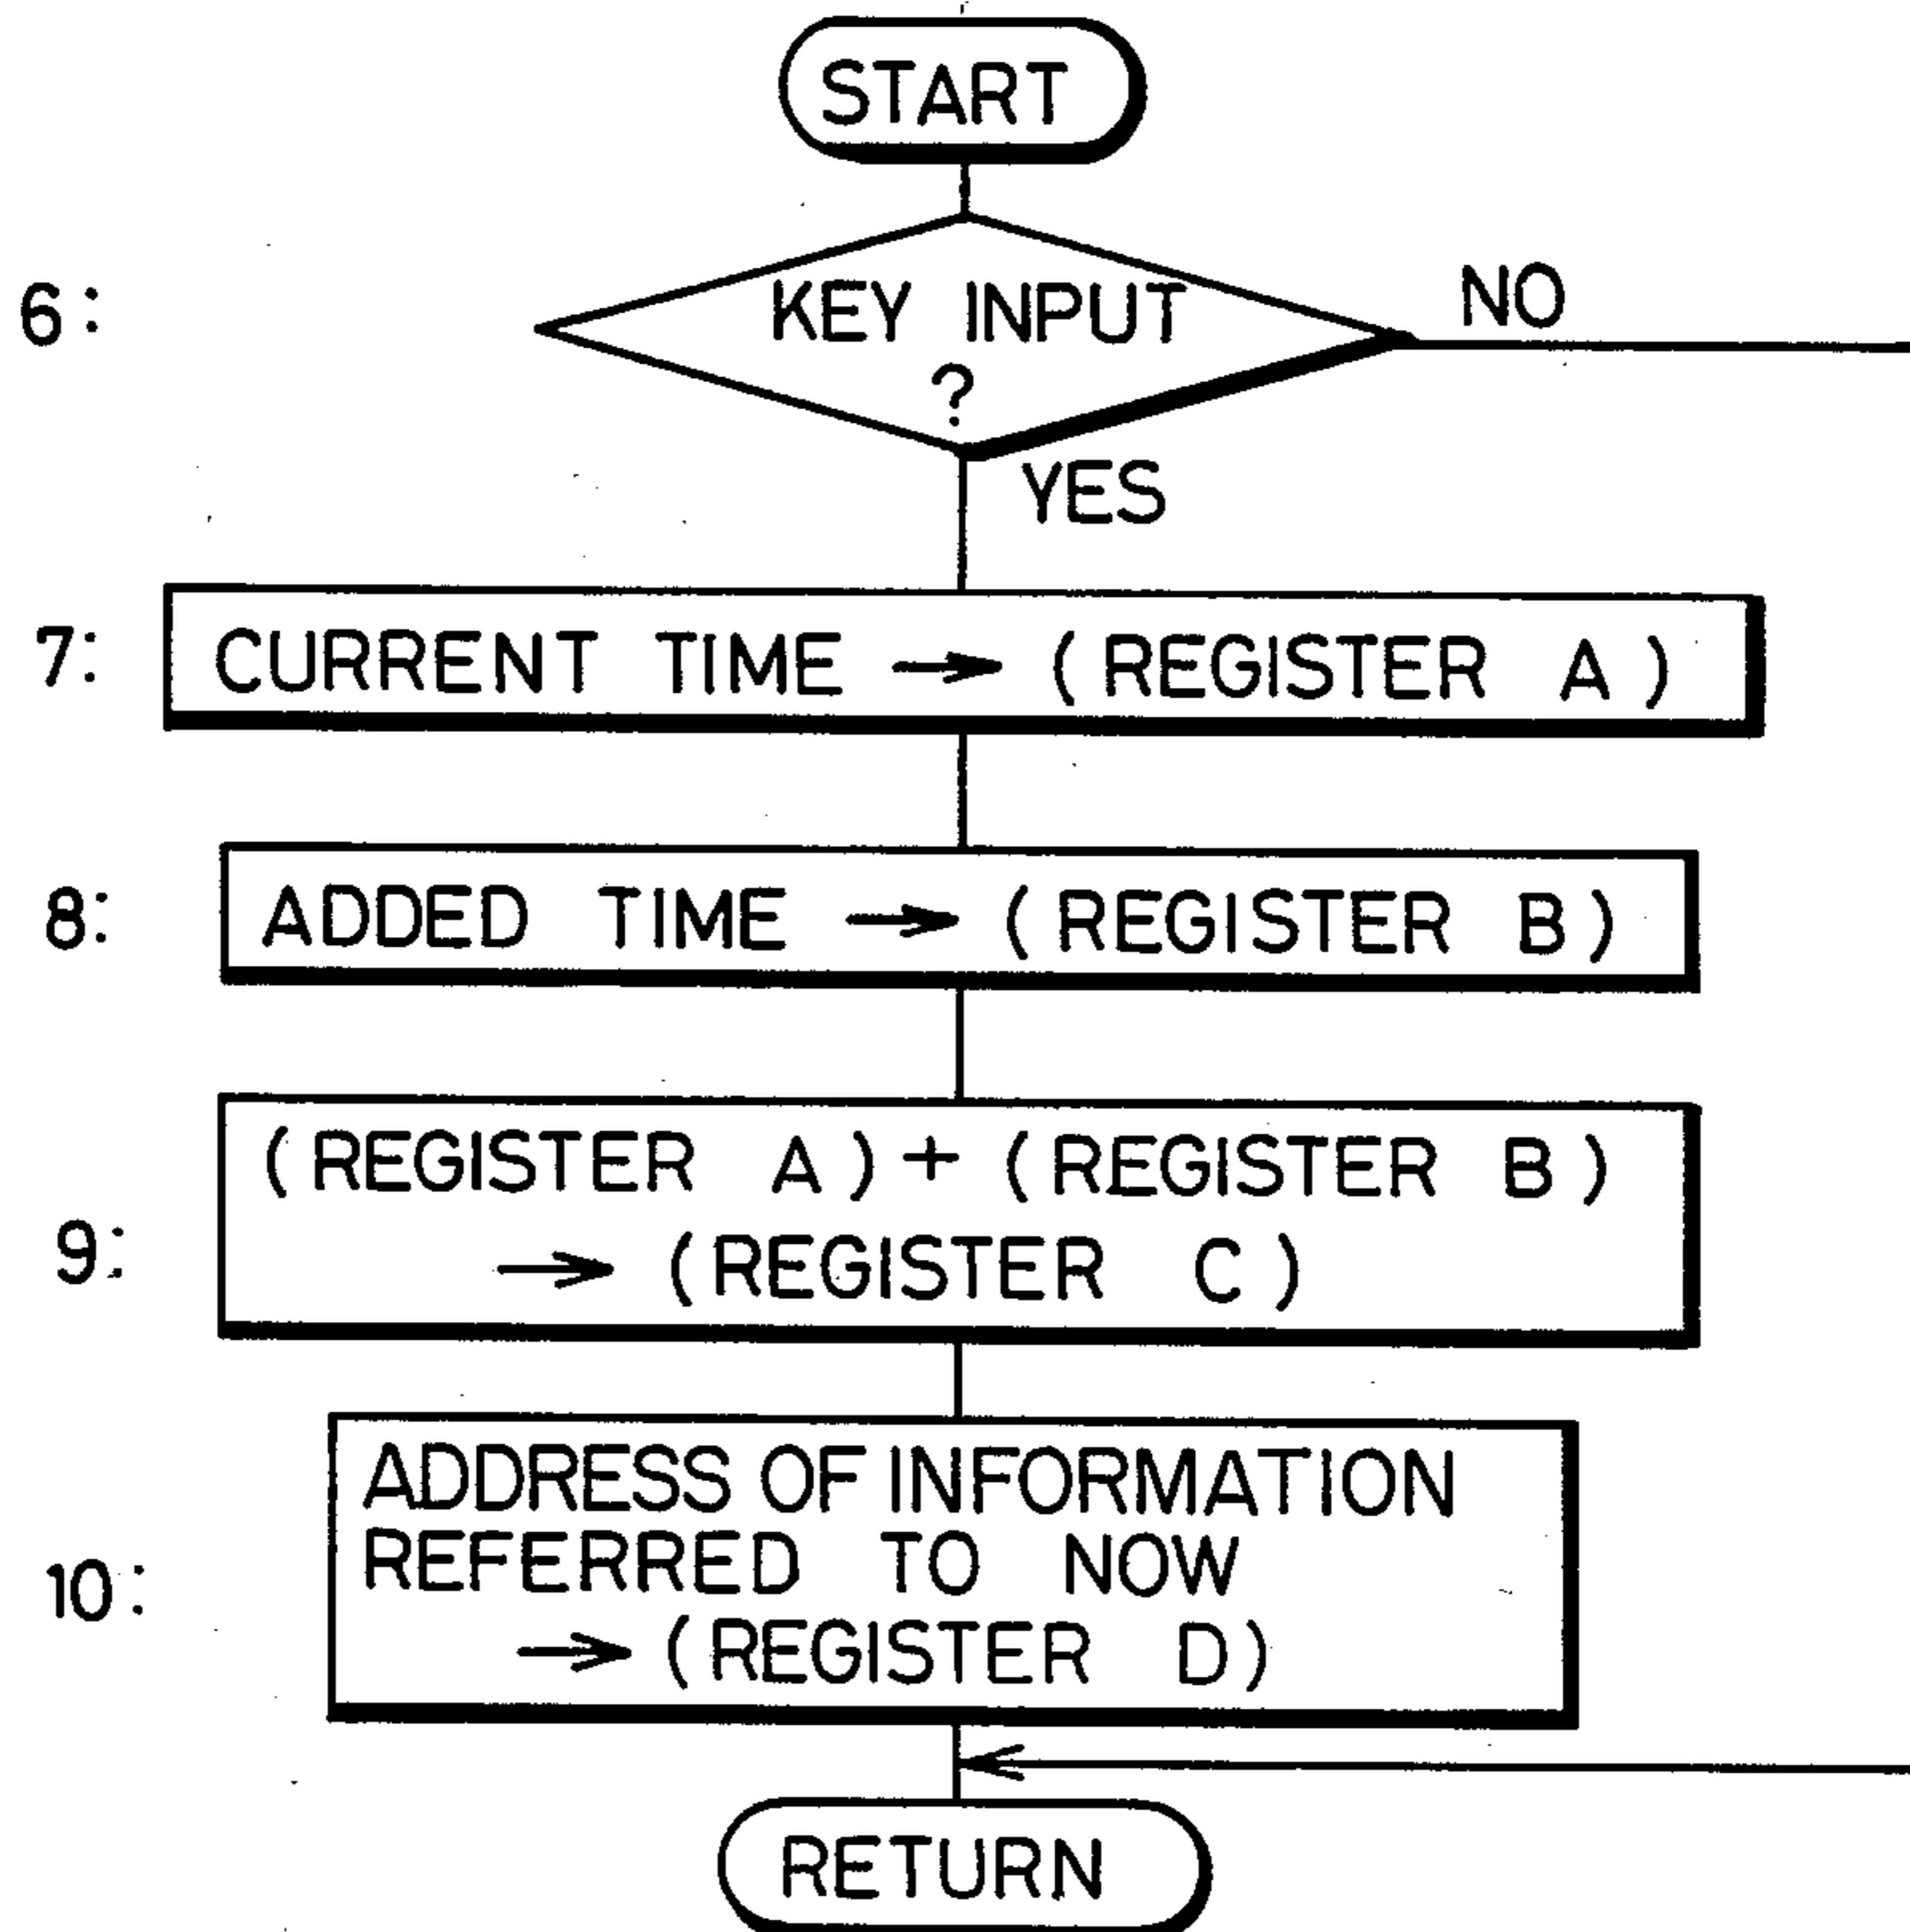 START
6: KEY INPUT NO
?
YES
7: CURRENT TIME → (REGISTER A)
8: ADDED TIME → (REGISTER B)
(REGISTER A) + (REGISTER B)
9: → (REGISTER C)
ADDRESS OF INFORMATION
REFERRED TO NOW
10: → (REGISTER D)
RETURN